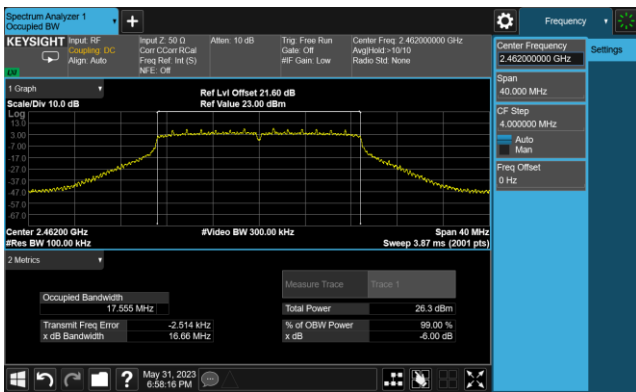 Spectrum Analyzer 1
Occupied BW
Frequency
KEYSIGHT
Input: RF
Coupling: DC
Align: Auto
Input Z: 50 Ω
Corr CCorr RCal
Freq Ref: Int (S)
NFE: Off
Atten: 10 dB
Trig: Free Run
Gate: Off
#IF Gain: Low
Center Freq: 2.462000000 GHz
Avg|Hold:>10/10
Radio Std: None
Center Frequency
2.462000000 GHz
Settings
Span
40.000 MHz
CF Step
4.000000 MHz
Auto
Man
Freq Offset
0 Hz
1 Graph
Scale/Div 10.0 dB
Ref Lvl Offset 21.60 dB
Ref Value 23.00 dBm
Log
13.0
3.00
-7.00
-17.0
-27.0
-37.0
-47.0
-57.0
-67.0
Center 2.46200 GHz
#Res BW 100.00 kHz
#Video BW 300.00 kHz
Span 40 MHz
Sweep 3.87 ms (2001 pts)
2 Metrics
Measure Trace
Trace 1
Occupied Bandwidth
17.555 MHz
Total Power
26.3 dBm
Transmit Freq Error
-2.514 kHz
% of OBW Power
99.00 %
x dB Bandwidth
16.66 MHz
x dB
-6.00 dB
?
May 31, 2023
6:58:16 PM